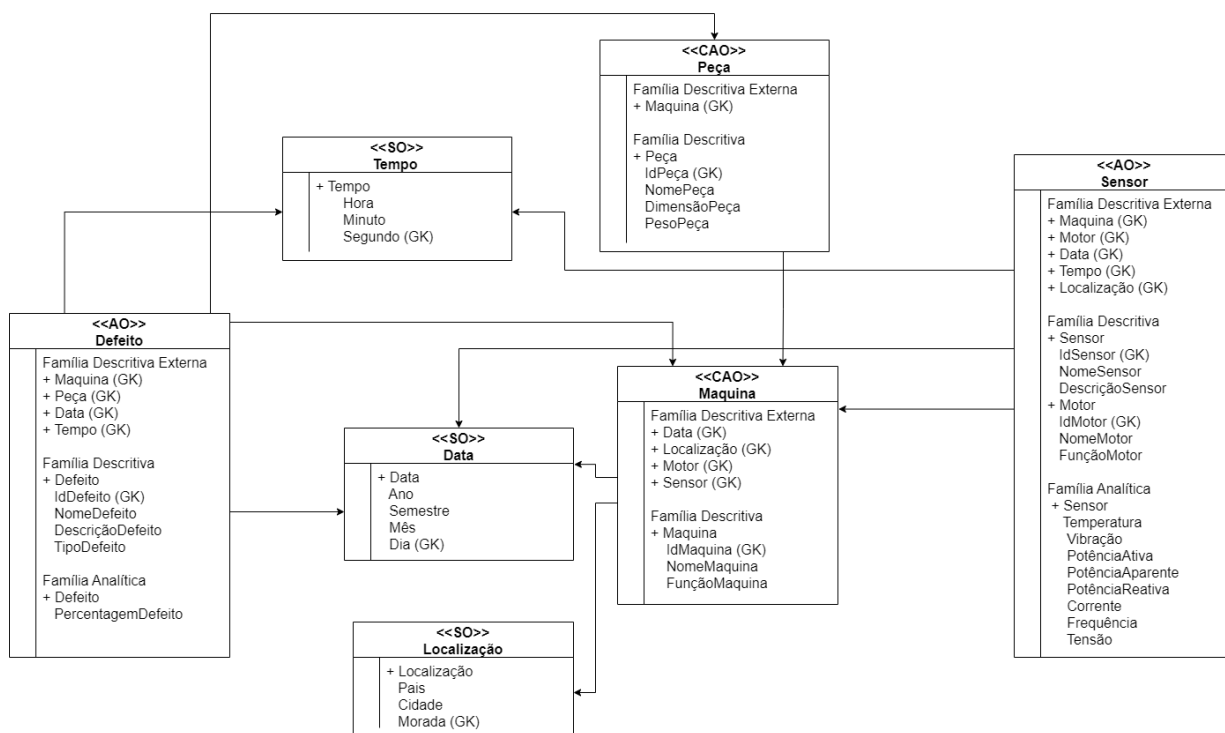 <<CAO>>
Peça
Família Descritiva Externa
+ Maquina (GK)
Família Descritiva
+ Peça
IdPeça (GK)
NomePeça
DimensãoPeça
PesoPeça
<<SO>>
Tempo
+ Tempo
Hora
Minuto
Segundo (GK)
<<AO>>
Sensor
Família Descritiva Externa
+ Maquina (GK)
+ Motor (GK)
+ Data (GK)
+ Tempo (GK)
+ Localização (GK)
Família Descritiva
+ Sensor
IdSensor (GK)
NomeSensor
DescriçãoSensor
+ Motor
IdMotor (GK)
NomeMotor
FunçãoMotor
Família Analítica
+ Sensor
Temperatura
Vibração
PotênciaAtiva
PotênciaAparente
PotênciaReativa
Corrente
Frequência
Tensão
<<AO>>
Defeito
Família Descritiva Externa
+ Maquina (GK)
+ Peça (GK)
+ Data (GK)
+ Tempo (GK)
Família Descritiva
+ Defeito
IdDefeito (GK)
NomeDefeito
DescriçãoDefeito
TipoDefeito
Família Analítica
+ Defeito
PercentagemDefeito
<<CAO>>
Maquina
Família Descritiva Externa
+ Data (GK)
+ Localização (GK)
+ Motor (GK)
+ Sensor (GK)
Família Descritiva
+ Maquina
IdMaquina (GK)
NomeMaquina
FunçãoMaquina
<<SO>>
Data
+ Data
Ano
Semestre
Mês
Dia (GK)
<<SO>>
Localização
+ Localização
Pais
Cidade
Morada (GK)